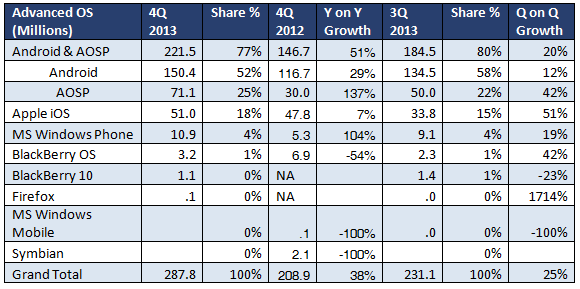 Advanced OS (Millions) 4Q 2013 Share % 4Q 2012 Y on Y Growth 3Q 2013 Share % Q on Q Growth
Android & AOSP 221.5 77% 146.7 51% 184.5 80% 20%
Android 150.4 52% 116.7 29% 134.5 58% 12%
AOSP 71.1 25% 30.0 137% 50.0 22% 42%
Apple iOS 51.0 18% 47.8 7% 33.8 15% 51%
MS Windows Phone 10.9 4% 5.3 104% 9.1 4% 19%
BlackBerry OS 3.2 1% 6.9 -54% 2.3 1% 42%
BlackBerry 10 1.1 0% NA 1.4 1% -23%
Firefox .1 0% NA .0 0% 1714%
MS Windows Mobile 0% .1 -100% .0 0% -100%
Symbian 0% 2.1 -100% 0%
Grand Total 287.8 100% 208.9 38% 231.1 100% 25%